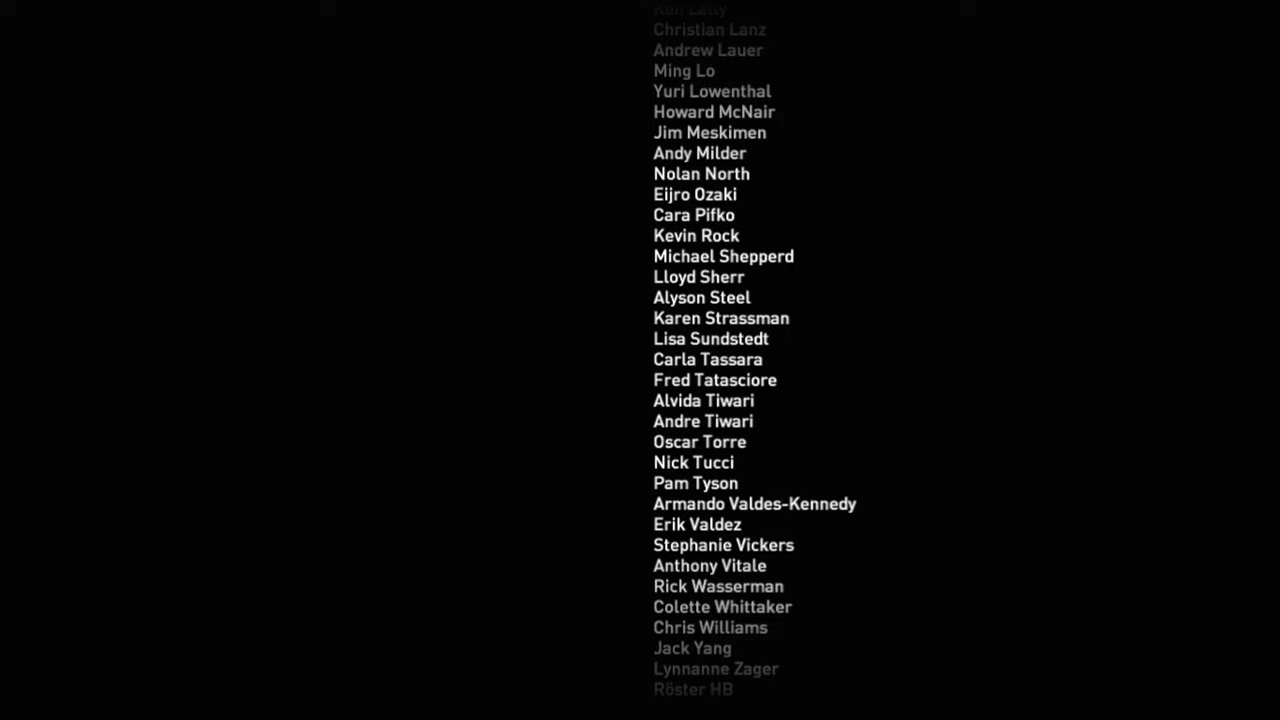 Ken Lally
Christian Lanz
Andrew Lauer
Ming Lo
Yuri Lowenthal
Howard McNair
Jim Meskimen
Andy Milder
Nolan North
Eijro Ozaki
Cara Pifko
Kevin Rock
Michael Shepperd
Lloyd Sherr
Alyson Steel
Karen Strassman
Lisa Sundstedt
Carla Tassara
Fred Tatasciore
Alvida Tiwari
Andre Tiwari
Oscar Torre
Nick Tucci
Pam Tyson
Armando Valdes-Kennedy
Erik Valdez
Stephanie Vickers
Anthony Vitale
Rick Wasserman
Colette Whittaker
Chris Williams
Jack Yang
Lynnanne Zager
Röster HB